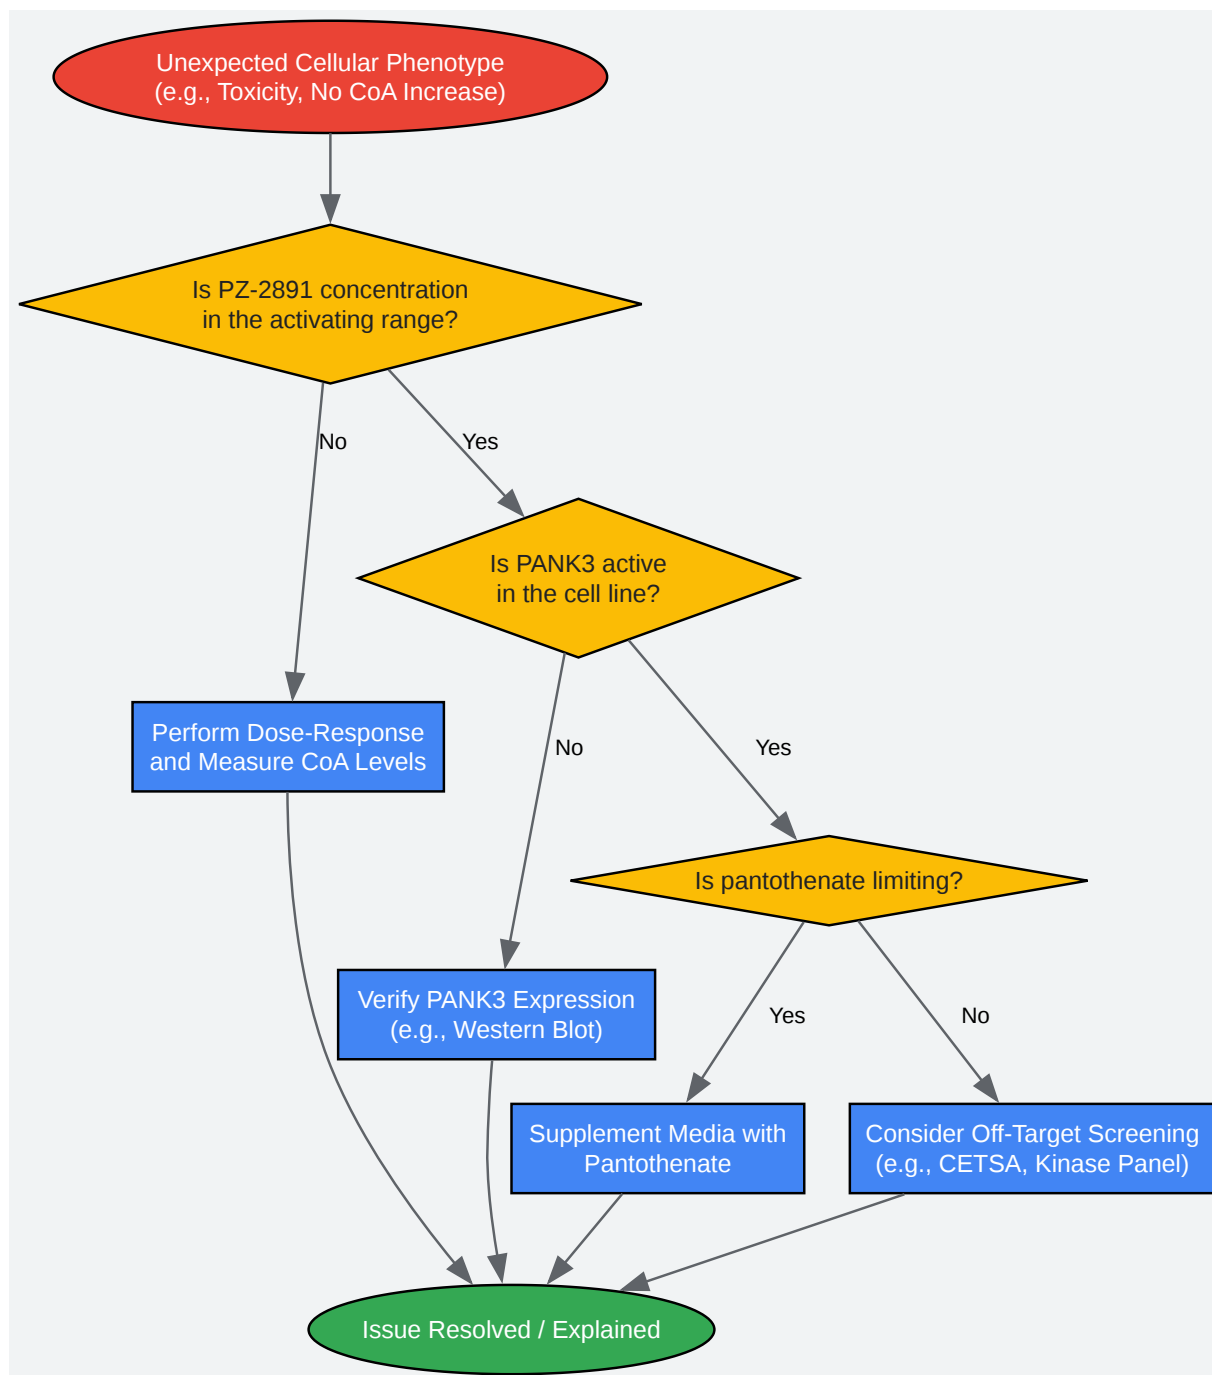 Unexpected Cellular Phenotype
(e.g., Toxicity, No CoA Increase)
Is PZ-2891 concentration
in the activating range?
No
Yes
Is PANK3 active
in the cell line?
Perform Dose-Response
and Measure CoA Levels
No
Yes
Is pantothenate limiting?
Verify PANK3 Expression
(e.g., Western Blot)
Yes
No
Supplement Media with
Pantothenate
Consider Off-Target Screening
(e.g., CETSA, Kinase Panel)
Issue Resolved / Explained